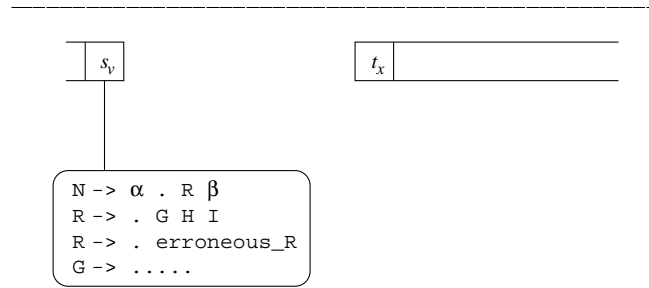 s_v t_x
N -> α . R β
R -> . G H I
R -> . erroneous_R
G -> .....